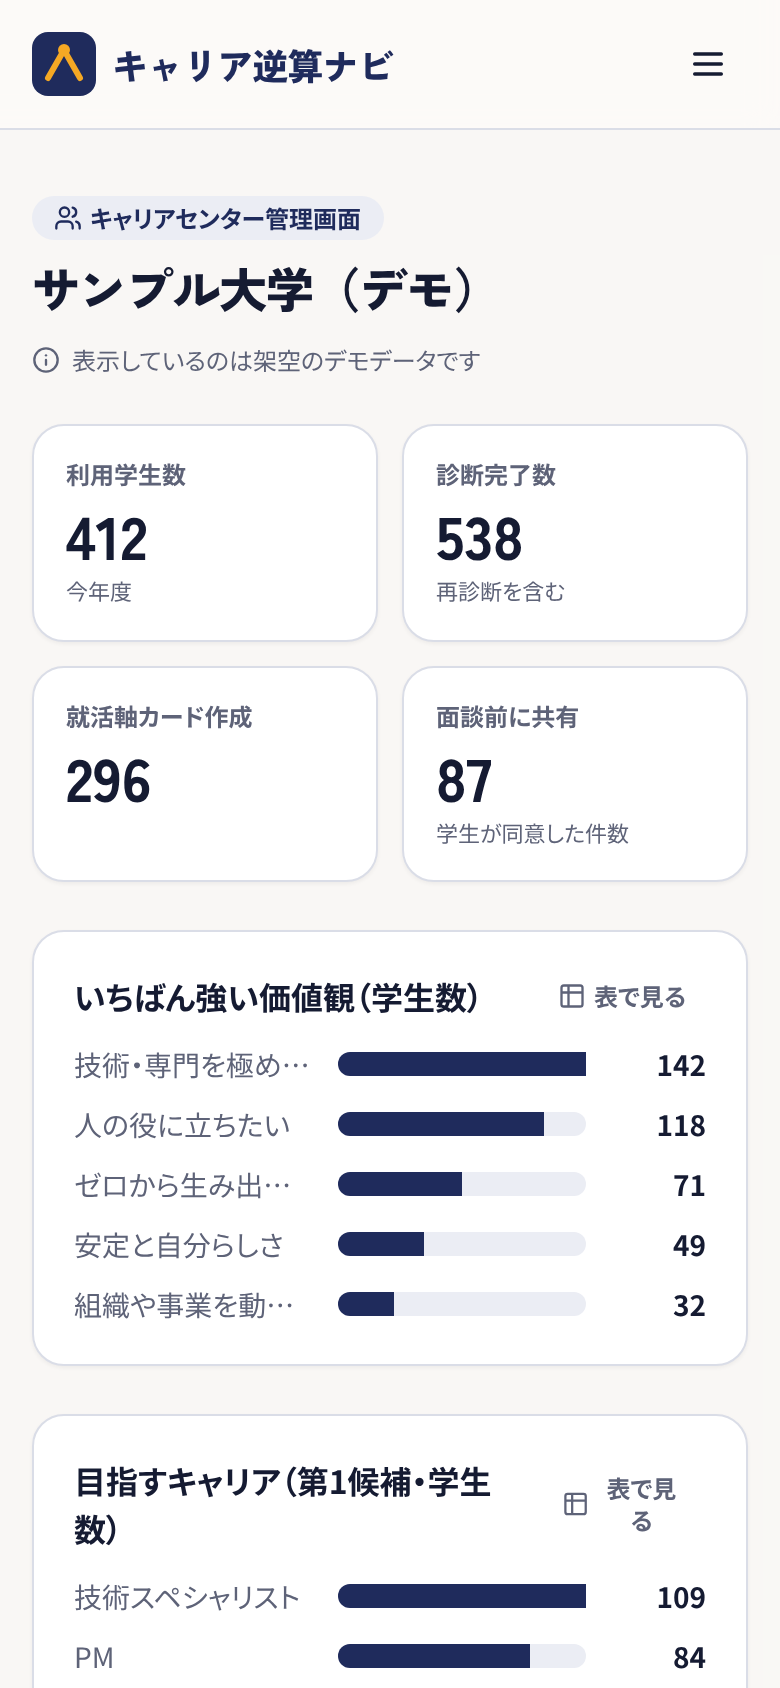 キャリア逆算ナビ
キャリアセンター管理画面
サンプル大学（デモ）
表示しているのは架空のデモデータです
利用学生数
412
今年度
診断完了数
538
再診断を含む
就活軸カード作成
296
面談前に共有
87
学生が同意した件数
いちばん強い価値観（学生数）
表で見る
技術・専門を極め… 142
人の役に立ちたい 118
ゼロから生み出… 71
安定と自分らしさ 49
組織や事業を動… 32
目指すキャリア（第1候補・学生
数）
表で見
る
技術スペシャリスト 109
PM 84